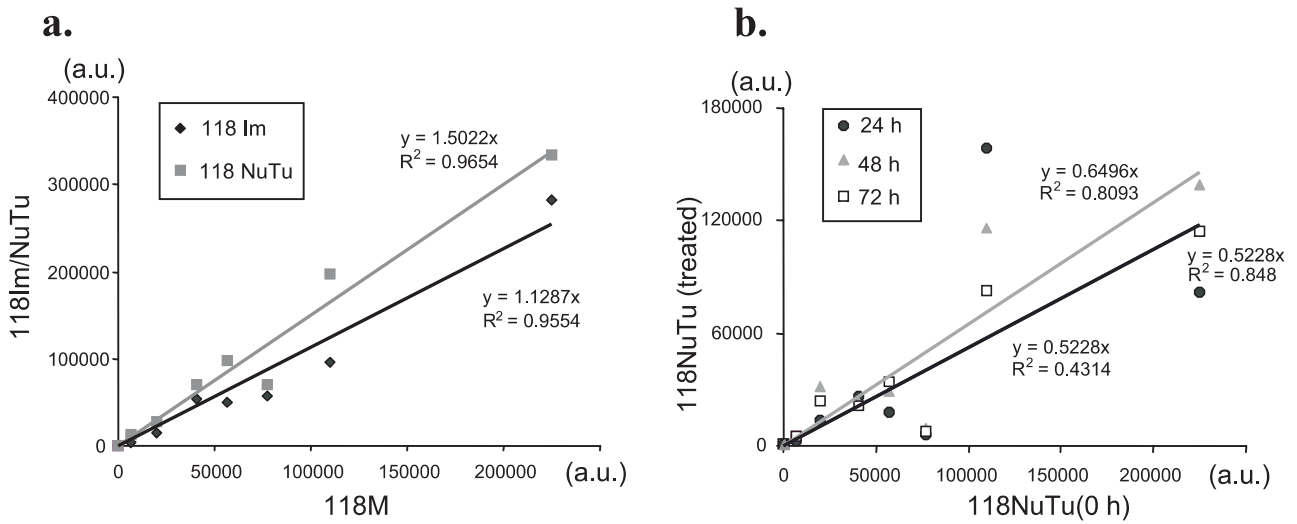 a.
(a.u.)
400000
300000
200000
100000
0
118Im/NuTu
118 Im
118 NuTu
y = 1.5022x
R² = 0.9654
y = 1.1287x
R² = 0.9554
0
50000
100000
150000
200000
(a.u.)
118M
b.
(a.u.)
180000
120000
60000
0
118NuTu (treated)
24 h
48 h
72 h
y = 0.6496x
R² = 0.8093
y = 0.5228x
R² = 0.848
y = 0.5228x
R² = 0.4314
0
50000
100000
150000
200000
(a.u.)
118NuTu(0 h)